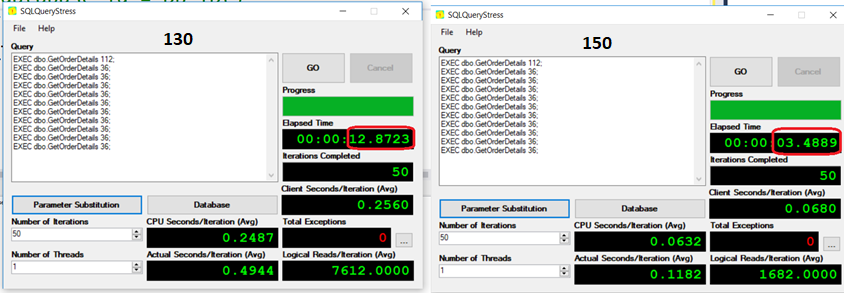 SQLQueryStress
File Help
130
Query
EXEC dbo.GetOrderDetails 112;
EXEC dbo.GetOrderDetails 36;
EXEC dbo.GetOrderDetails 36;
EXEC dbo.GetOrderDetails 36;
EXEC dbo.GetOrderDetails 36;
EXEC dbo.GetOrderDetails 36;
EXEC dbo.GetOrderDetails 36;
EXEC dbo.GetOrderDetails 36;
EXEC dbo.GetOrderDetails 36;
EXEC dbo.GetOrderDetails 36;
EXEC dbo.GetOrderDetails 36;
GO Cancel
Progress
Elapsed Time
00:00:12.8723
Iterations Completed
50
Client Seconds/Iteration (Avg)
0.2560
Parameter Substitution Database
Number of Iterations CPU Seconds/Iteration (Avg) Total Exceptions
50 0.2487 0 ...
Number of Threads Actual Seconds/Iteration (Avg) Logical Reads/Iteration (Avg)
1 0.4944 7612.0000
SQLQueryStress
File Help
150
Query
EXEC dbo.GetOrderDetails 112;
EXEC dbo.GetOrderDetails 36;
EXEC dbo.GetOrderDetails 36;
EXEC dbo.GetOrderDetails 36;
EXEC dbo.GetOrderDetails 36;
EXEC dbo.GetOrderDetails 36;
EXEC dbo.GetOrderDetails 36;
EXEC dbo.GetOrderDetails 36;
EXEC dbo.GetOrderDetails 36;
EXEC dbo.GetOrderDetails 36;
EXEC dbo.GetOrderDetails 36;
GO Cancel
Progress
Elapsed Time
00:00:03.4889
Iterations Completed
50
Client Seconds/Iteration (Avg)
0.0680
Parameter Substitution Database
Number of Iterations CPU Seconds/Iteration (Avg) Total Exceptions
50 0.0632 0 ...
Number of Threads Actual Seconds/Iteration (Avg) Logical Reads/Iteration (Avg)
1 0.1182 1682.0000